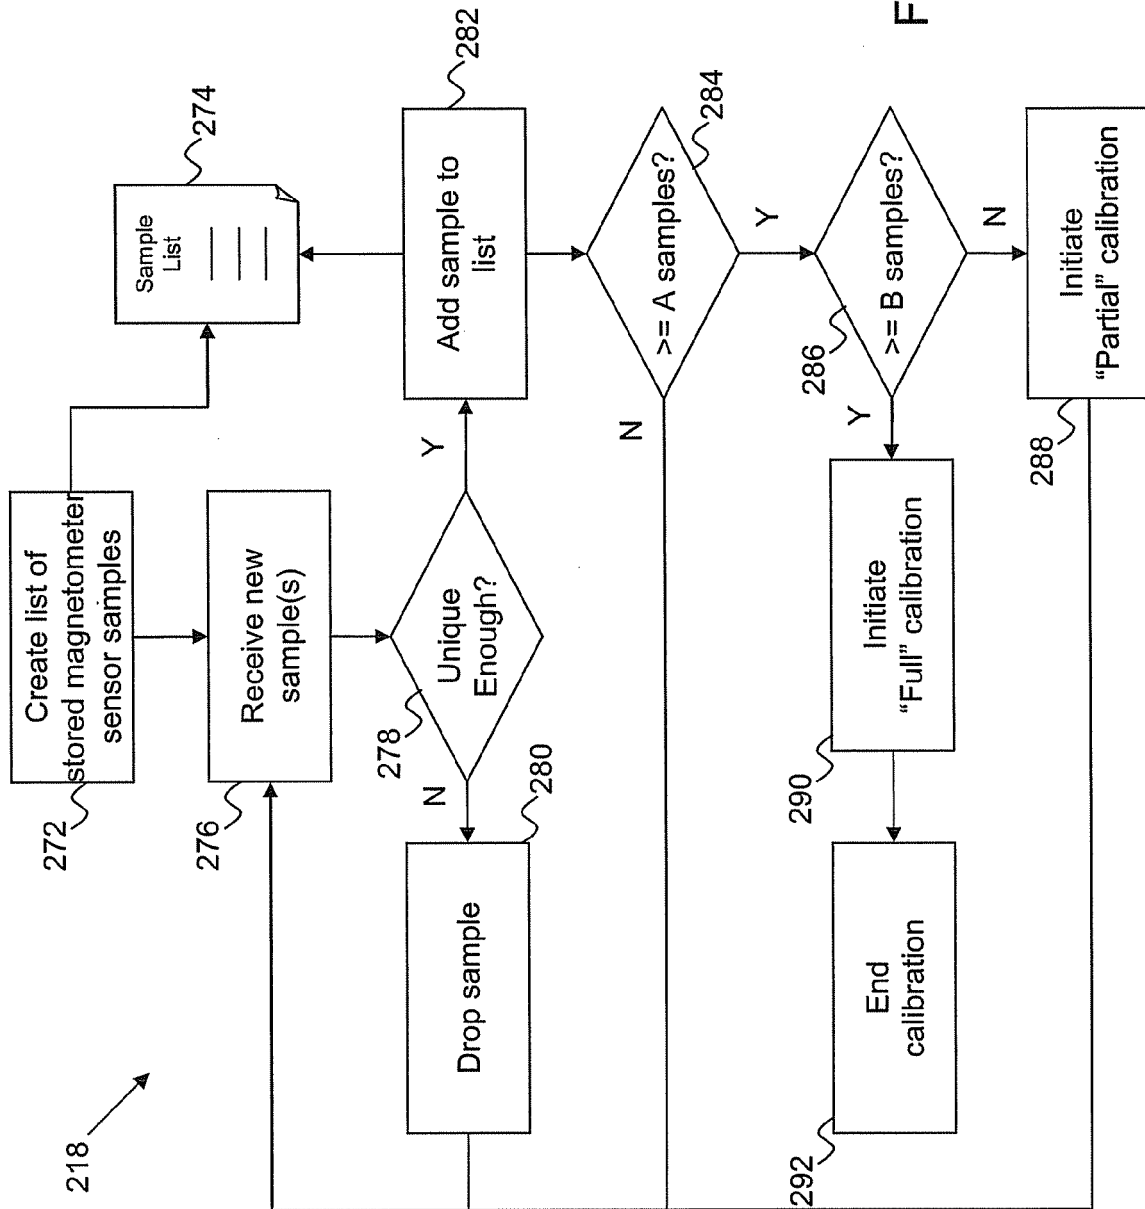 218
272
Create list of
stored magnetometer
sensor samples
Sample
List
274
276
Receive new
sample(s)
278
Unique
Enough?
N
Y
280
Drop sample
282
Add sample to
list
284
>= A samples?
N
Y
286
>= B samples?
Y
N
288
Initiate
"Partial" calibration
290
Initiate
"Full" calibration
292
End
calibration
F